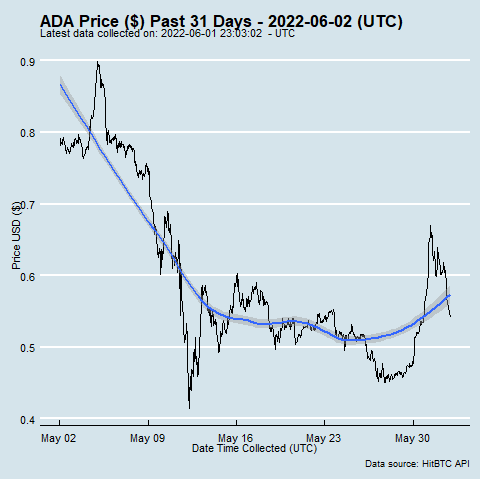 ADA Price ($) Past 31 Days - 2022-06-02 (UTC)
Latest data collected on: 2022-06-01 23:03:02 - UTC
0.9
0.8
0.7
0.6
0.5
0.4
Price USD ($)
May 02
May 09
May 16
May 23
May 30
Date Time Collected (UTC)
Data source: HitBTC API